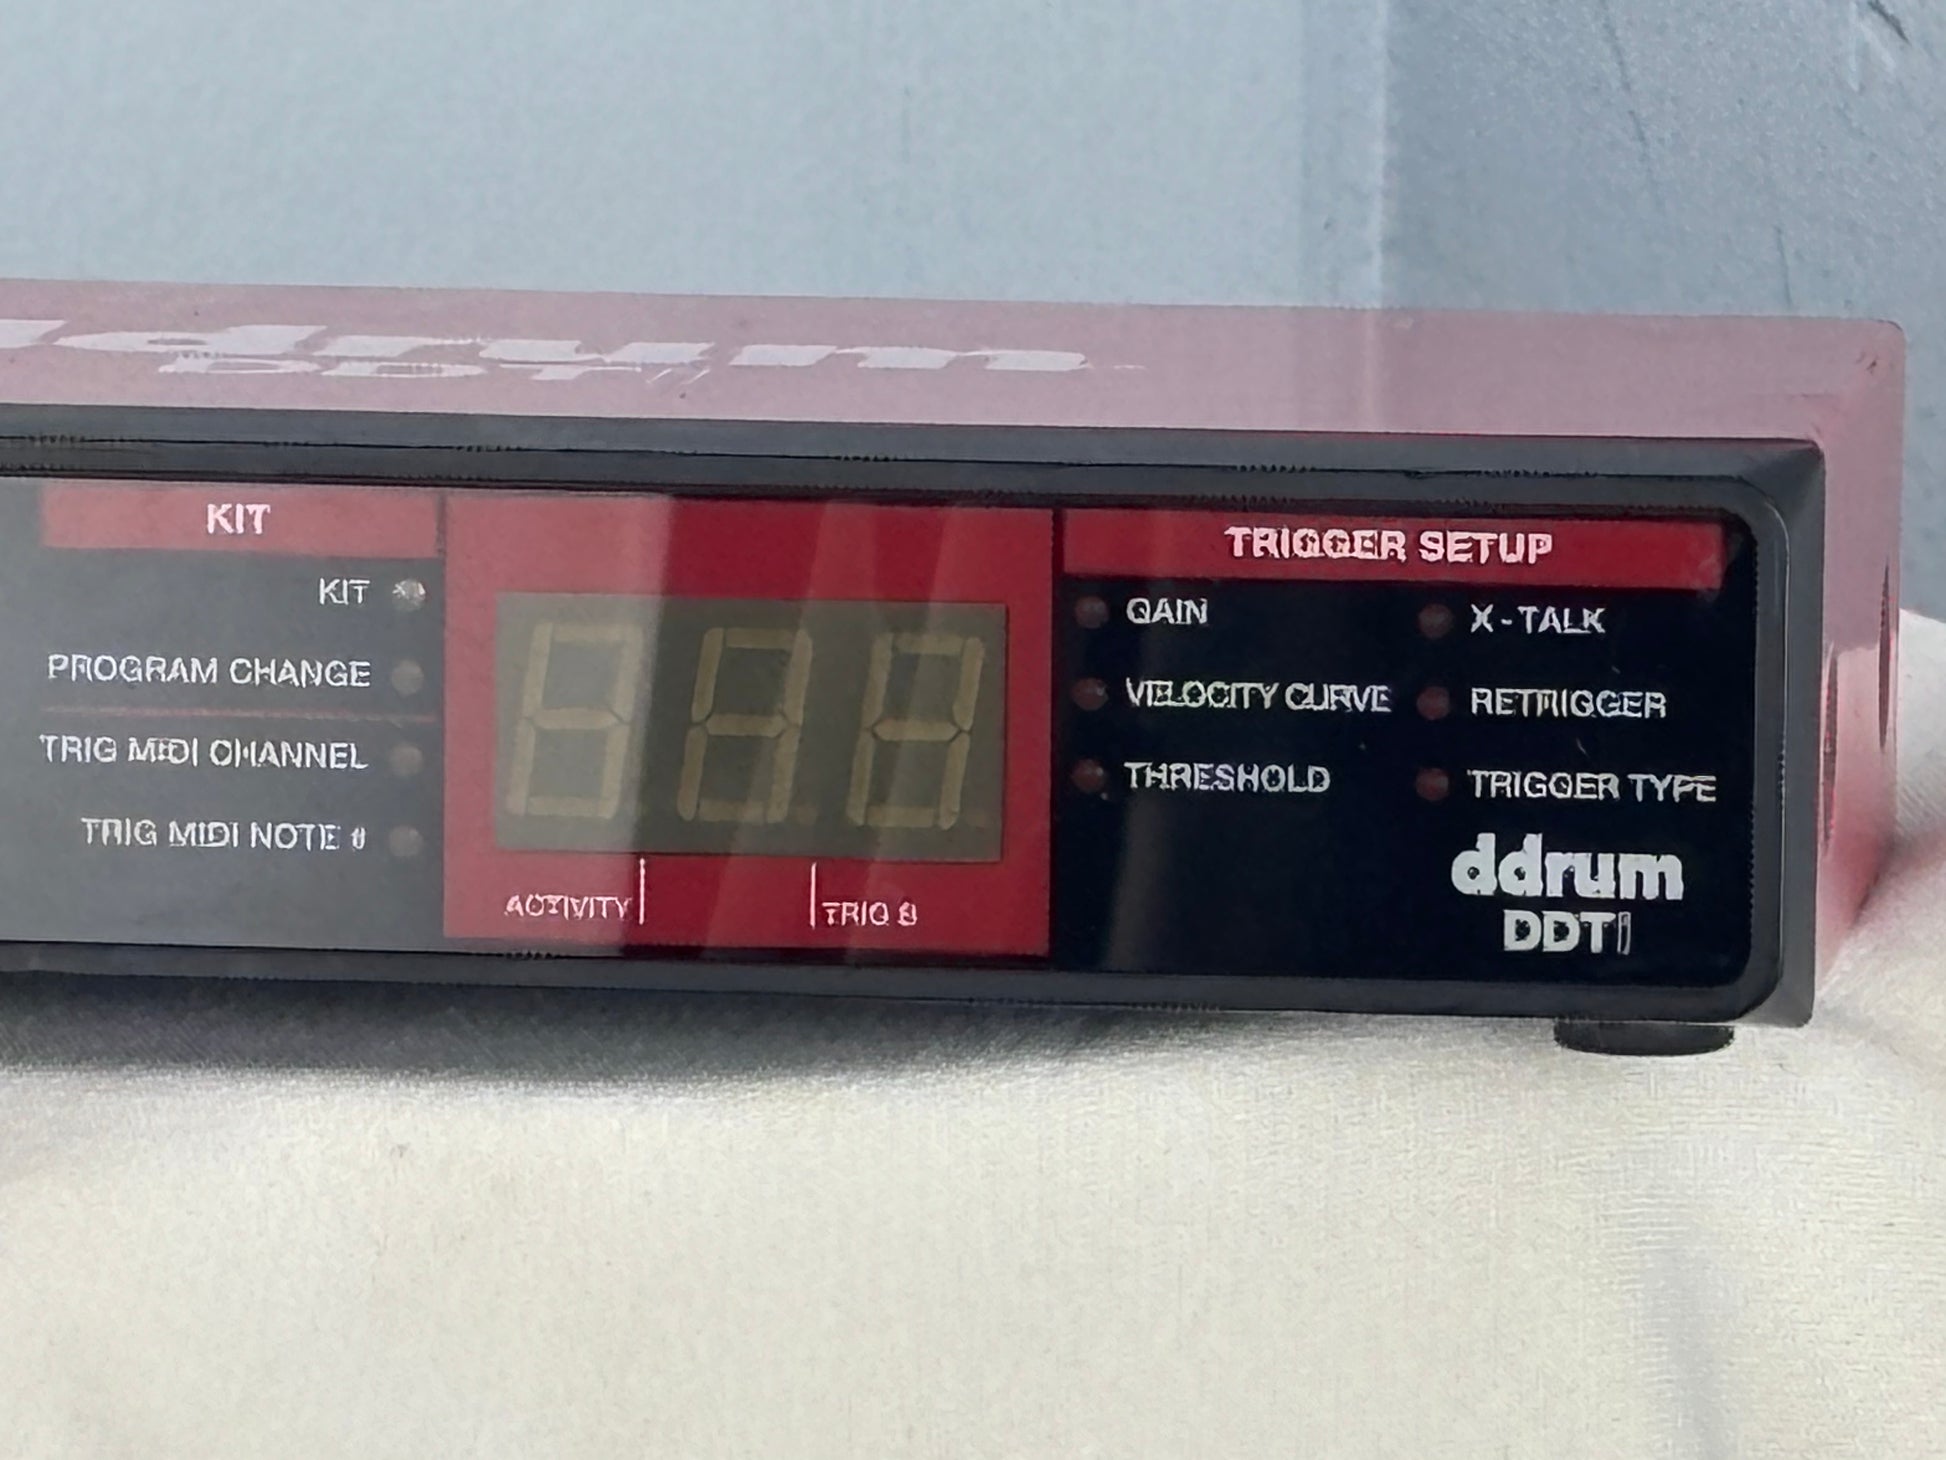 ddrum
DDTi
KIT
KIT
PROGRAM CHANGE
TRIG MIDI CHANNEL
TRIG MIDI NOTE #
ACTIVITY
TRIG #
TRIGGER SETUP
GAIN
X-TALK
VELOCITY CURVE
RETRIGGER
THRESHOLD
TRIGGER TYPE
ddrum
DDTi